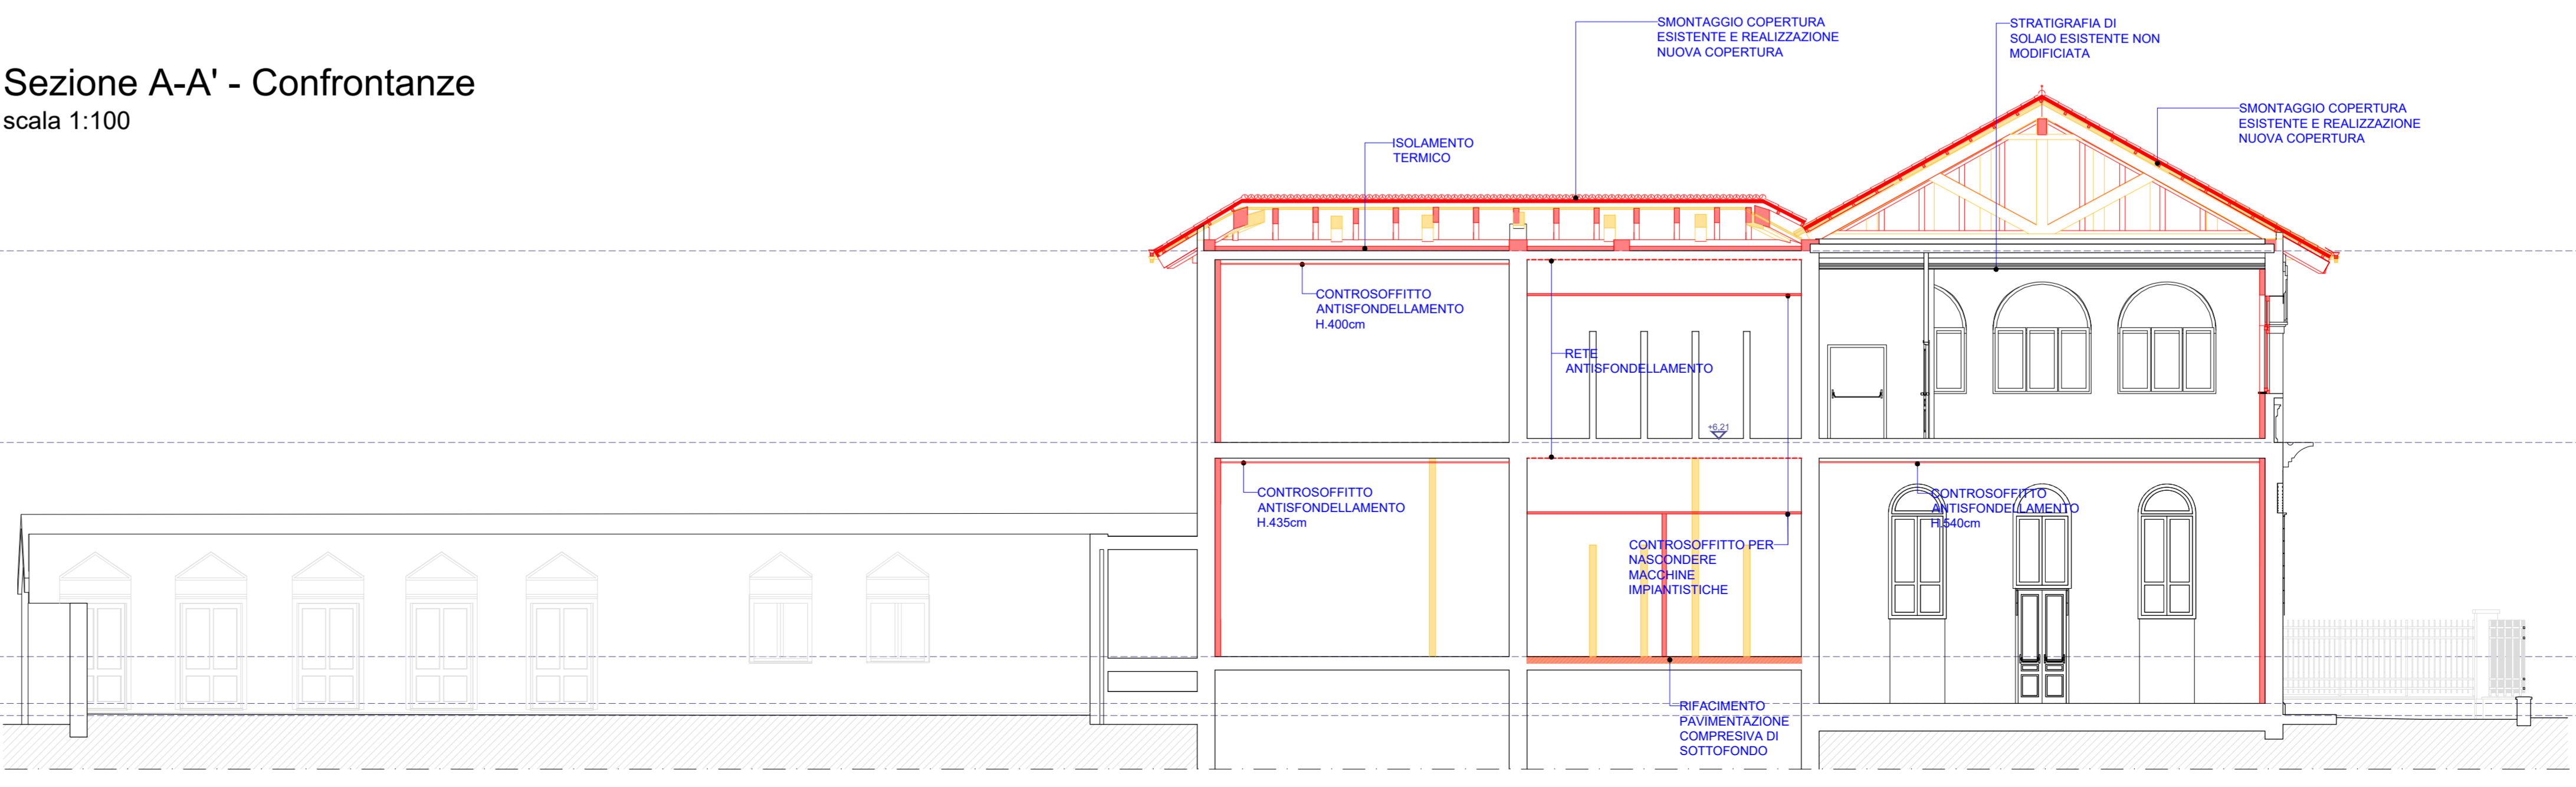 Sezione A-A' - Confrontanze
scala 1:100
SMONTAGGIO COPERTURA
ESISTENTE E REALIZZAZIONE
NUOVA COPERTURA
STRATIGRAFIA DI
SOLAIO ESISTENTE NON
MODIFICIATA
SMONTAGGIO COPERTURA
ESISTENTE E REALIZZAZIONE
NUOVA COPERTURA
ISOLAMENTO
TERMICO
CONTROSOFFITTO
ANTISFONDELLAMENTO
H.400cm
RETE
ANTISFONDELLAMENTO
+6,21
CONTROSOFFITTO
ANTISFONDELLAMENTO
H.435cm
CONTROSOFFITTO
ANTISFONDELLAMENTO
H.540cm
CONTROSOFFITTO PER
NASCONDERE
MACCHINE
IMPIANTISTICHE
RIFACIMENTO
PAVIMENTAZIONE
COMPRESIVA DI
SOTTOFONDO